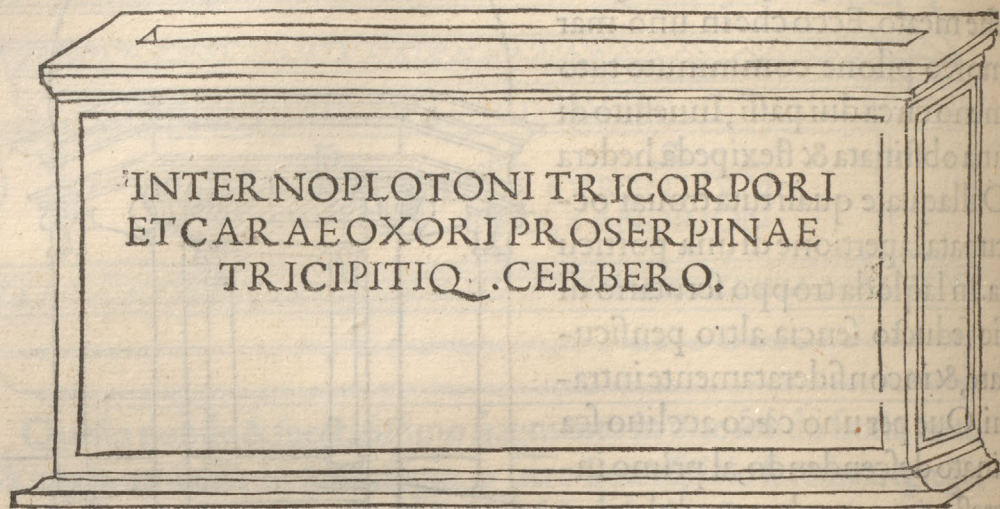 INTERNOPLOTONI TRICORPORI
ETCARAEOXORI PROSERPINAE
TRICIPITIQ.CERBERO.